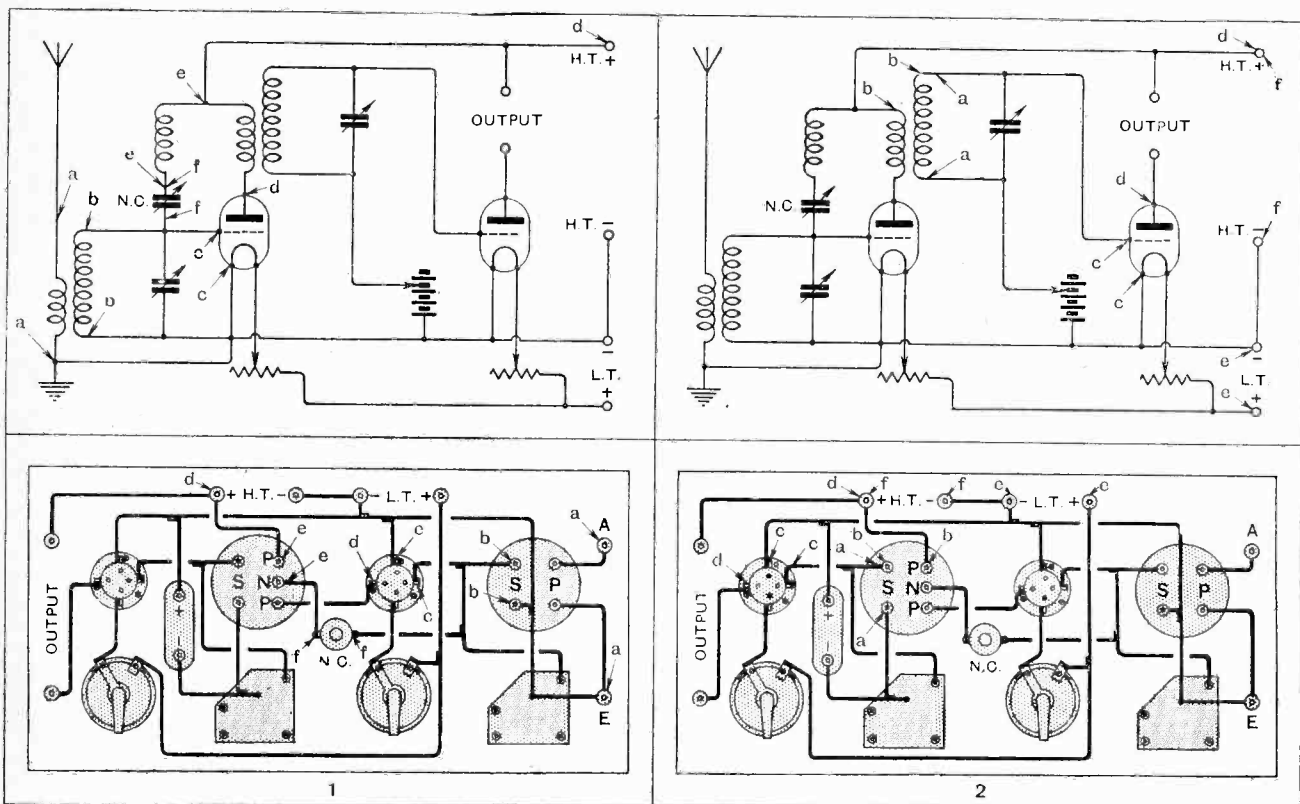 d
H.T. +
e
OUTPUT
e f
N.C.
d
a
f
b
c
H.T. −
c
b
a
−
L.T.
+
d
H.T. +
f
b
a
b
OUTPUT
a
d
N.C.
f
H.T. −
c
c
e −
L.T.
e +
d + H.T. − − L.T. +
a A
e c
b
P e
d
S N S P
b
P
c
+
−
OUTPUT
f f
N.C.
a
E
1
d f + H.T. − f e − L.T. + e
A
c c
b b
a
d
P
S N S P
P
+
−
a
OUTPUT
N.C.
E
2